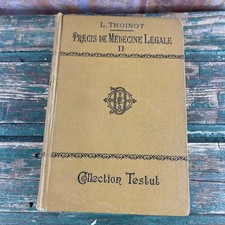 L. THOINOT
PRÉCIS DE MÉDECINE LÉGALE
II
Collection Testut